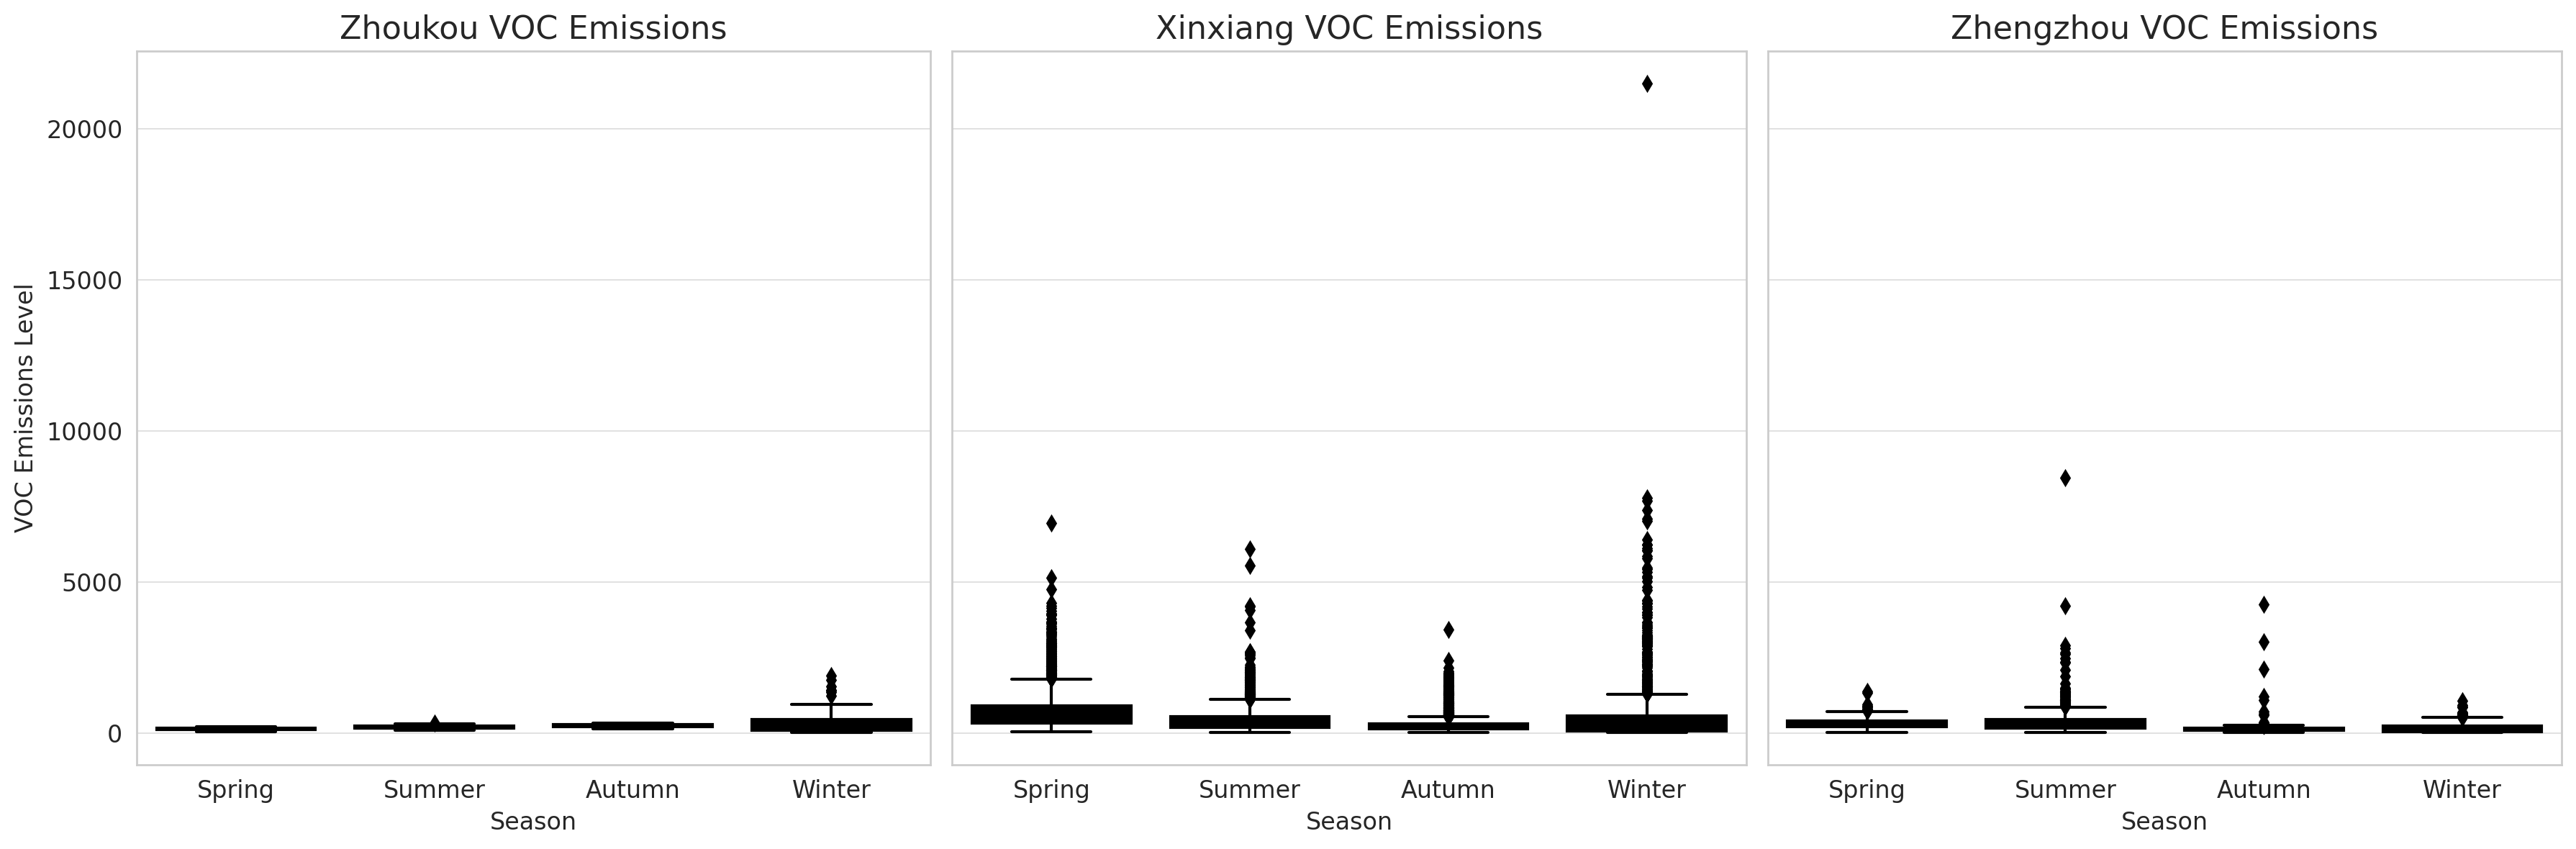 Zhoukou VOC Emissions
Xinxiang VOC Emissions
Zhengzhou VOC Emissions
VOC Emissions Level
20000
15000
10000
5000
0
Spring Summer Autumn Winter
Spring Summer Autumn Winter
Spring Summer Autumn Winter
Season
Season
Season